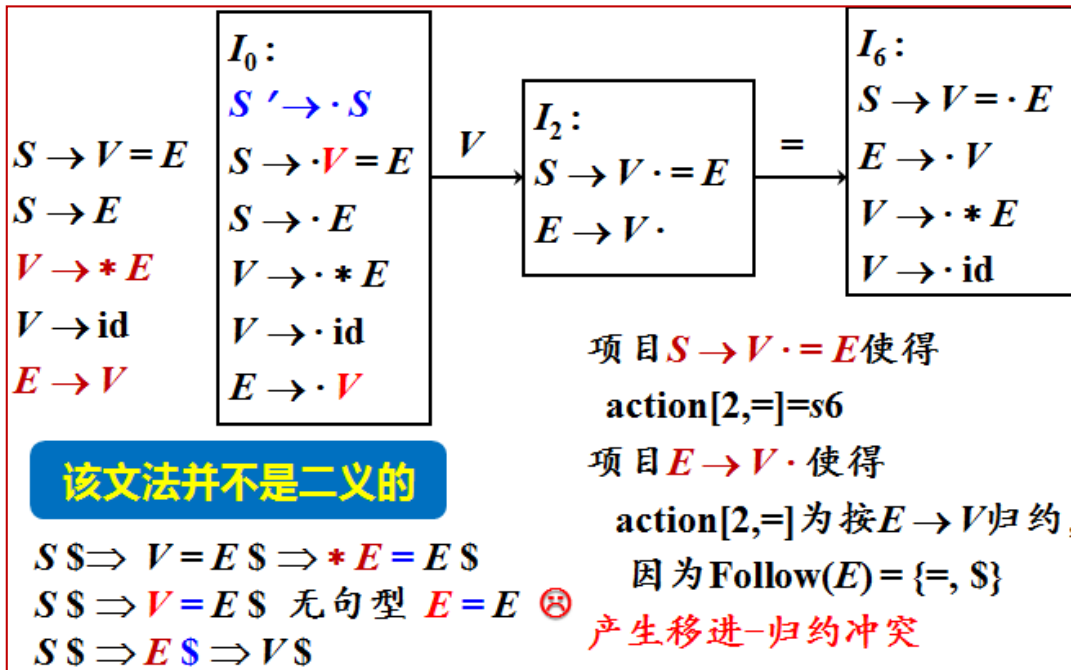 S → V = E
S → E
V → * E
V → id
E → V
I₀ :
S ′ → · S
S → ·V = E
S → · E
V → · * E
V → · id
E → · V
V
I₂ :
S → V · = E
E → V ·
=
I₆ :
S → V = · E
E → · V
V → · * E
V → · id
该文法并不是二义的
S $⇒ V = E $ ⇒ * E = E $
S $⇒ V = E $ 无句型 E = E
S $ ⇒ E $ ⇒ V $
项目S → V · = E使得
action[2,=]=s6
项目E → V · 使得
action[2,=]为按E → V归约,
因为Follow(E) = {=, $}
产生移进-归约冲突